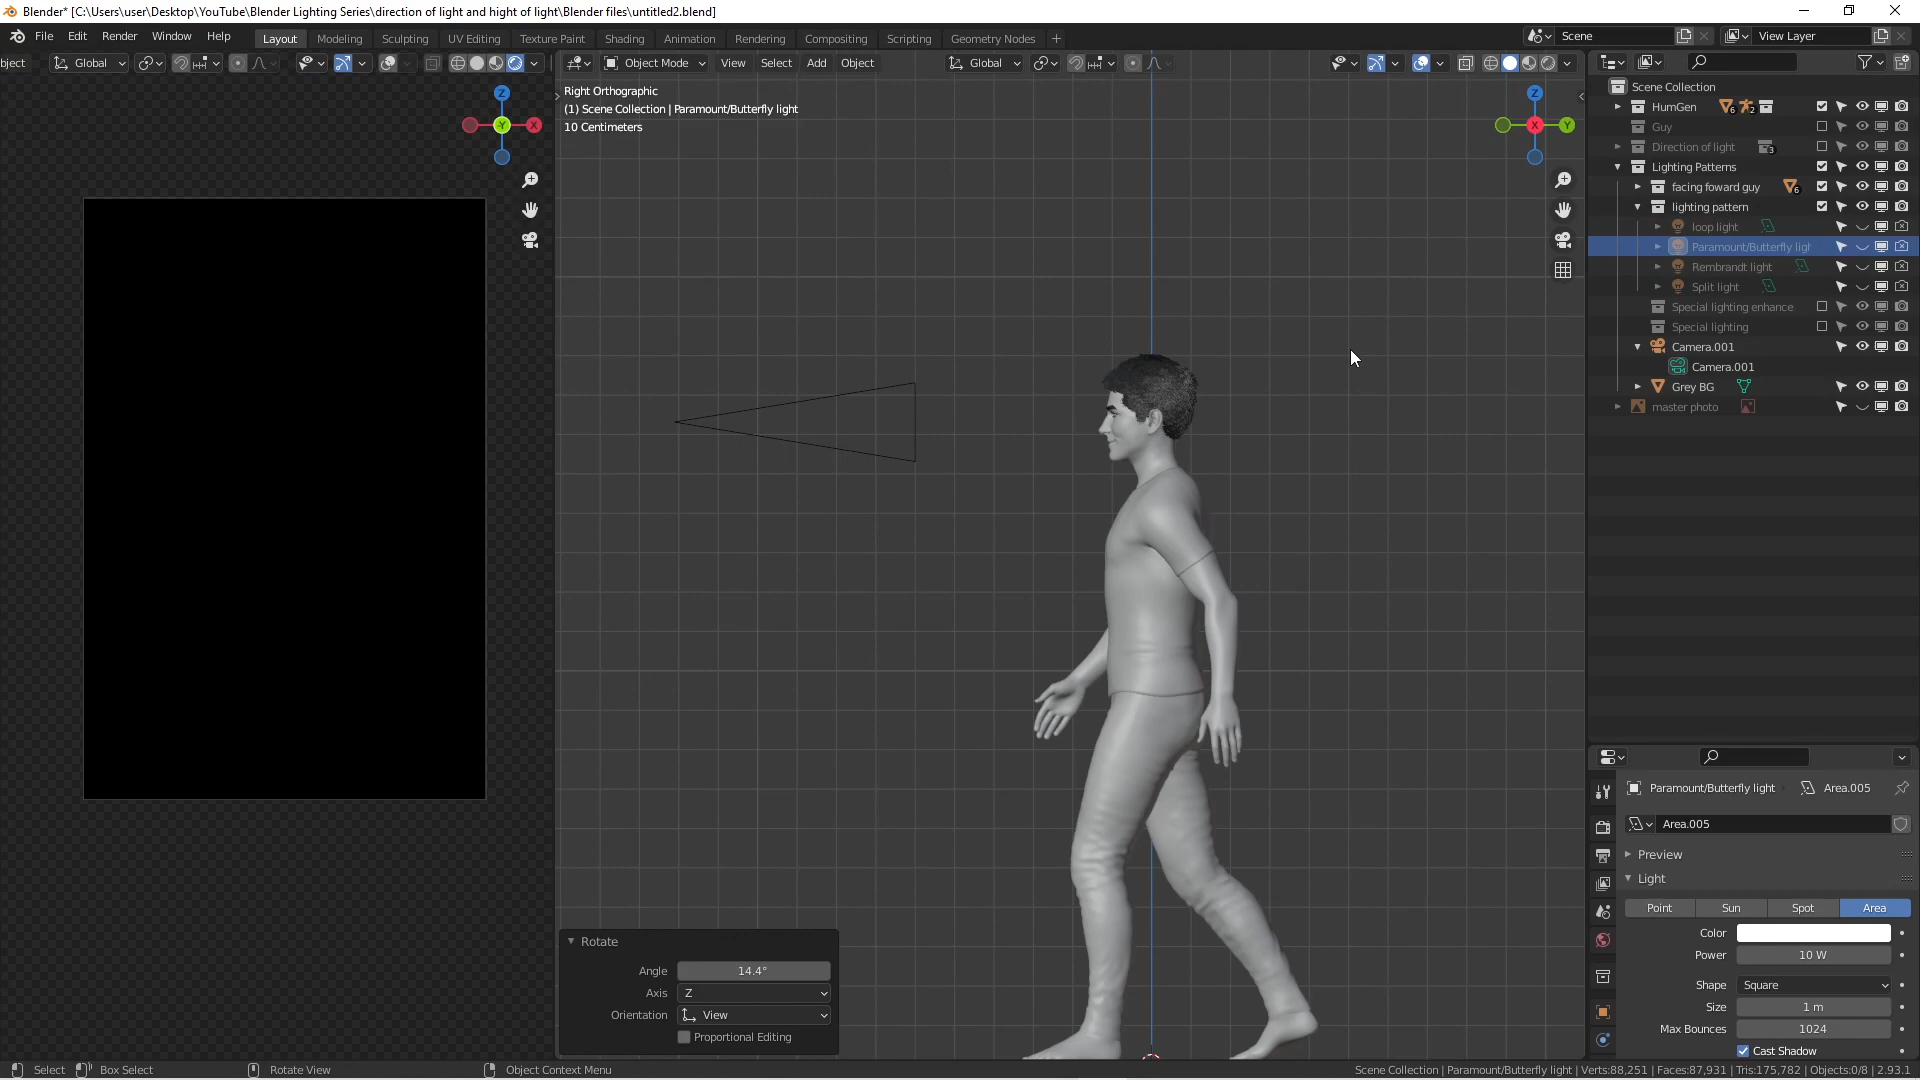 Blender* [C:\Users\user\Desktop\YouTube\Blender Lighting Series\direction of light and hight of light\Blender files\untitled2.blend]
File Edit Render Window Help Layout Modeling Sculpting UV Editing Texture Paint Shading Animation Rendering Compositing Scripting Geometry Nodes + Scene View Layer
bject Global Object Mode View Select Add Object Global
Right Orthographic
(1) Scene Collection | Paramount/Butterfly light
10 Centimeters
Z
Y
X
Z
X
Y
Scene Collection
HumGen 6 2
Guy
Direction of light 3
Lighting Patterns
facing foward guy 6
lighting pattern
loop light
Paramount/Butterfly ligh
Rembrandt light
Split light
Special lighting enhance
Special lighting
Camera.001
Camera.001
Grey BG
master photo
Paramount/Butterfly light Area.005
Area.005
Preview
Light
Point Sun Spot Area
Color
Power 10 W
Shape Square
Size 1 m
Max Bounces 1024
Cast Shadow
Rotate
Angle 14.4°
Axis Z
Orientation View
Proportional Editing
Select Box Select Rotate View Object Context Menu Scene Collection | Paramount/Butterfly light | Verts:88,251 | Faces:87,931 | Tris:175,782 | Objects:0/8 | 2.93.1